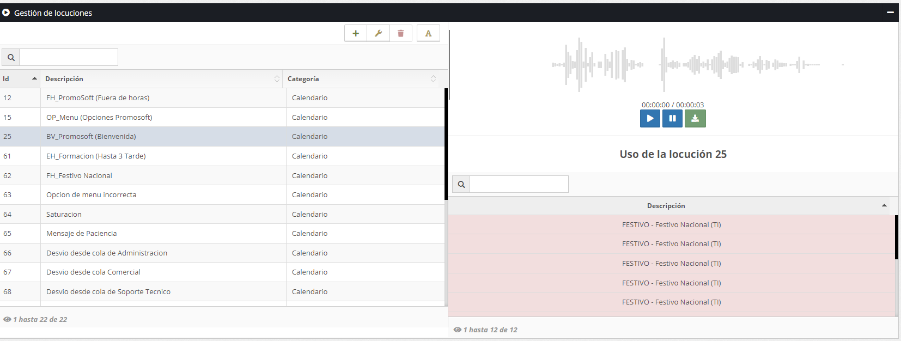 Gestión de locuciones
A
Id Descripción Categoría
12 FH_PromoSoft (Fuera de horas) Calendario
15 OP_Menu (Opciones Promosoft) Calendario
25 BV_Promosoft (Bienvenida) Calendario
61 EH_Formacion (Hasta 3 Tarde) Calendario
62 FH_Festivo Nacional Calendario
63 Opcion de menu incorrecta Calendario
64 Saturacion Calendario
65 Mensaje de Paciencia Calendario
66 Desvio desde cola de Administracion Calendario
67 Desvio desde cola Comercial Calendario
68 Desvio desde cola de Soporte Tecnico Calendario
1 hasta 22 de 22
00:00:00 / 00:00:03
Uso de la locución 25
Descripción
FESTIVO - Festivo Nacional (TI)
FESTIVO - Festivo Nacional (TI)
FESTIVO - Festivo Nacional (TI)
FESTIVO - Festivo Nacional (TI)
FESTIVO - Festivo Nacional (TI)
1 hasta 12 de 12